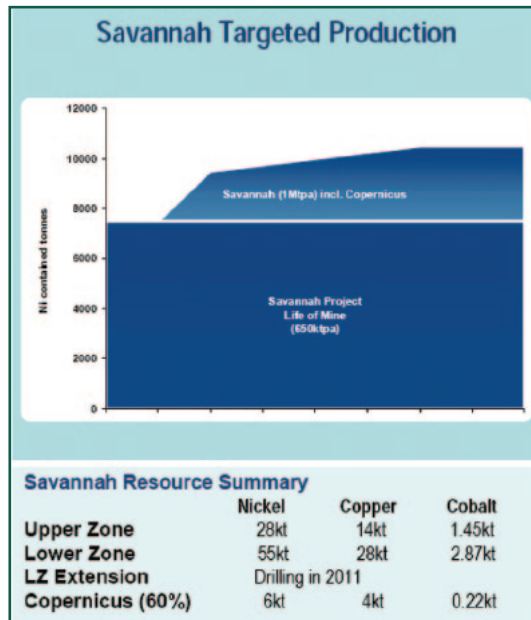 Savannah Targeted Production
12000
10000
8000
6000
4000
2000
0
Ni contained tonnes
Savannah (1Mtpa) incl. Copernicus
Savannah Project
Life of Mine
(650ktpa)
Savannah Resource Summary
Nickel Copper Cobalt
Upper Zone 28kt 14kt 1.45kt
Lower Zone 55kt 28kt 2.87kt
LZ Extension Drilling in 2011
Copernicus (60%) 6kt 4kt 0.22kt